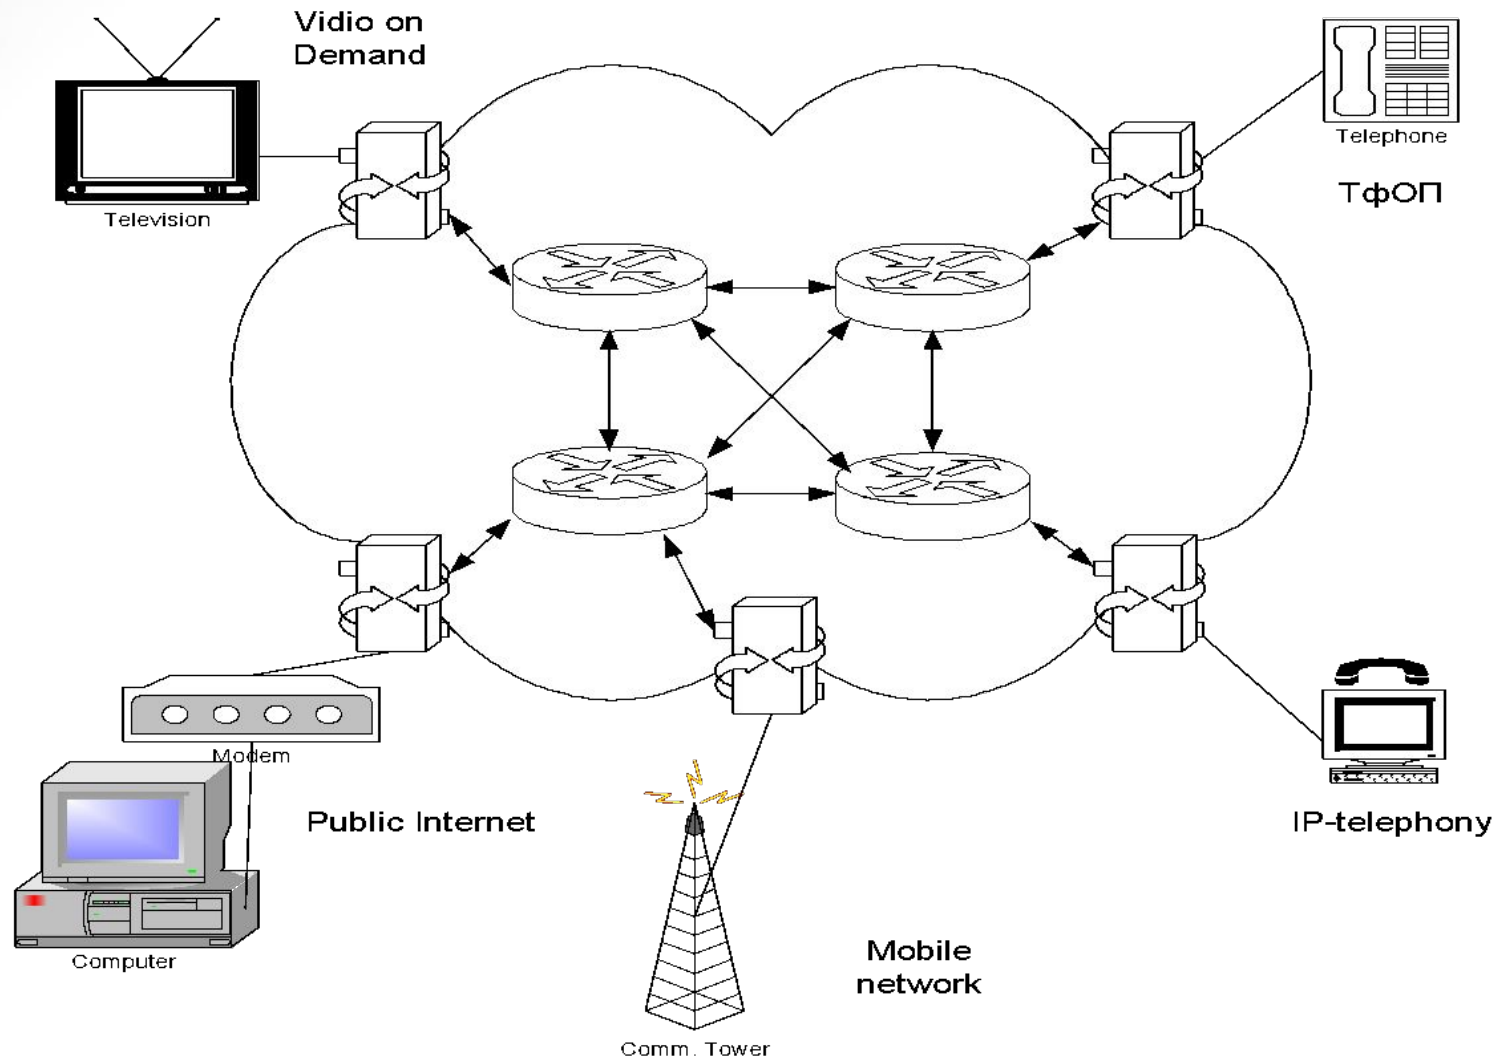 Vidio on
Demand
Television
Telephone
ТфОП
Modem
Public Internet
Computer
IP-telephony
Mobile
network
Comm. Tower